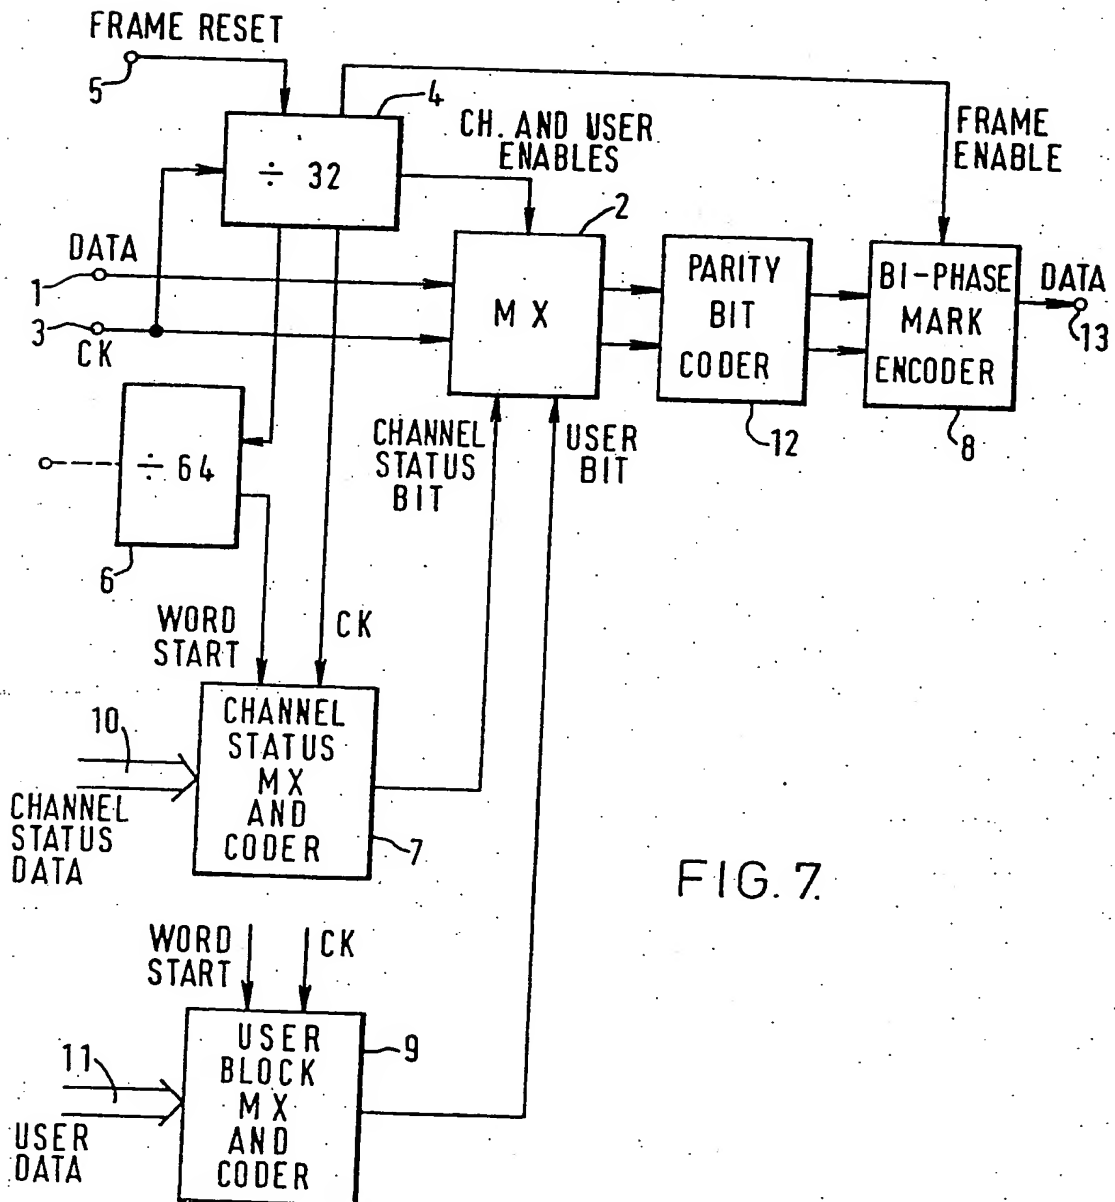 FRAME RESET
5
4
÷ 32
CH. AND USER
ENABLES
FRAME
ENABLE
2
DATA
1
3
CK
MX
PARITY
BIT
CODER
12
BI-PHASE
MARK
ENCODER
8
DATA
13
÷ 64
6
CHANNEL
STATUS
BIT
USER
BIT
WORD
START
CK
10
CHANNEL
STATUS
DATA
CHANNEL
STATUS
MX
AND
CODER
7
FIG. 7.
WORD
START
CK
11
USER
DATA
USER
BLOCK
MX
AND
CODER
9